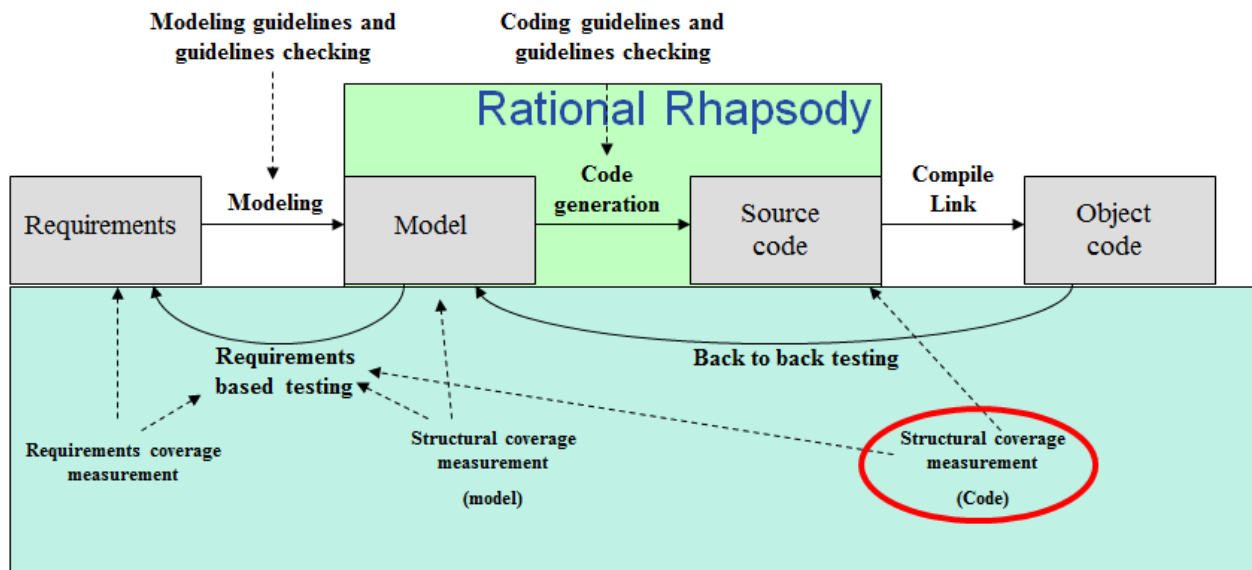 Modeling guidelines and
guidelines checking
Coding guidelines and
guidelines checking
Rational Rhapsody
Requirements
Modeling
Model
Code
generation
Source
code
Compile
Link
Object
code
Requirements
based testing
Back to back testing
Requirements coverage
measurement
Structural coverage
measurement
(model)
Structural coverage
measurement
(Code)